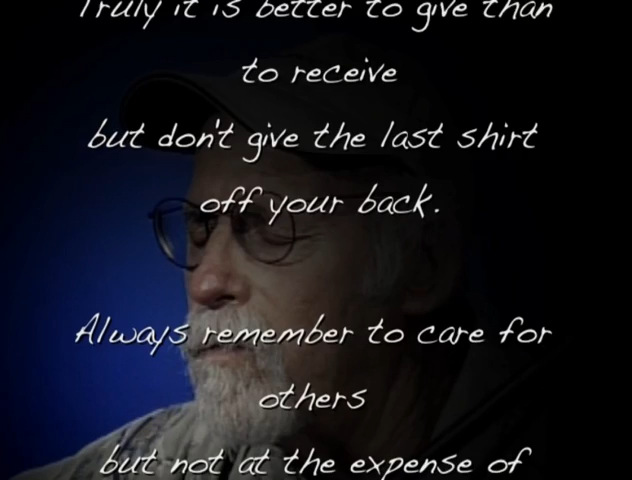 Truly it is better to give than
to receive
but don't give the last shirt
off your back.
Always remember to care for
others
but not at the expense of